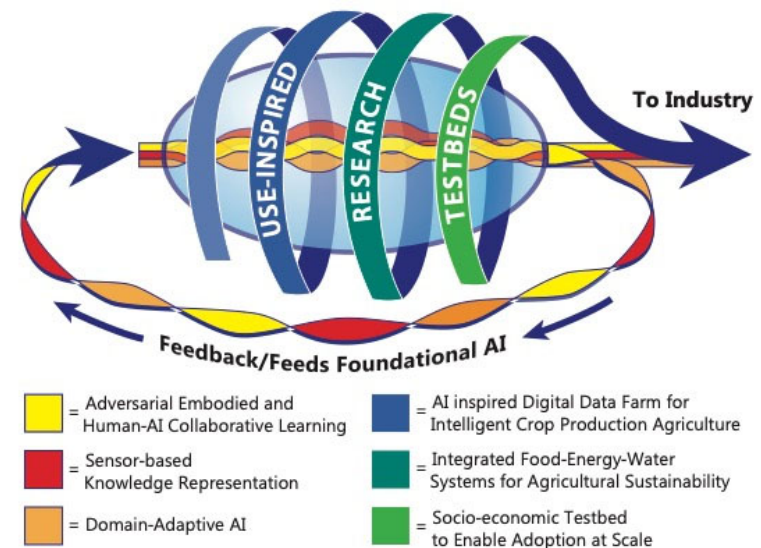 To Industry
USE-INSPIRED
RESEARCH
TESTBEDS
Feedback/Feeds Foundational AI
= Adversarial Embodied and
Human-AI Collaborative Learning
= Sensor-based
Knowledge Representation
= Domain-Adaptive AI
= AI inspired Digital Data Farm for
Intelligent Crop Production Agriculture
= Integrated Food-Energy-Water
Systems for Agricultural Sustainability
= Socio-economic Testbed
to Enable Adoption at Scale